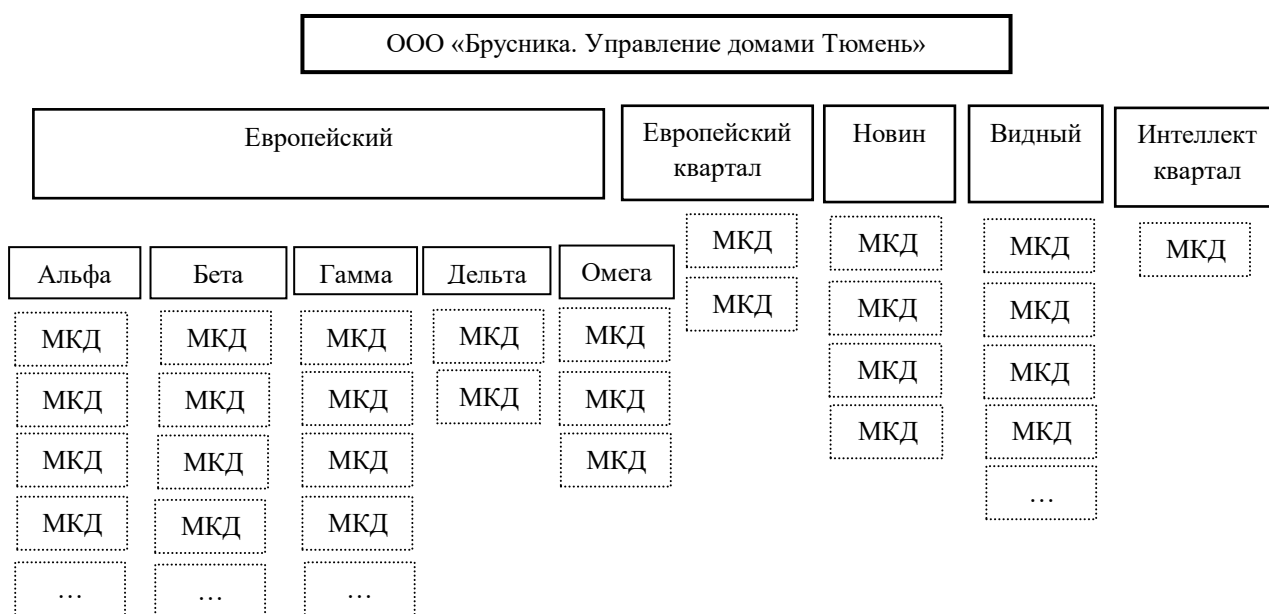 ООО «Брусника. Управление домами Тюмень»
Европейский
Европейский
квартал
Новин
Видный
Интеллект
квартал
МКД
МКД
МКД
МКД
МКД
МКД
МКД
МКД
МКД
МКД
МКД
МКД
…
МКД
Альфа
Бета
Гамма
Дельта
Омега
МКД
МКД
МКД
МКД
…
МКД
МКД
МКД
МКД
…
МКД
МКД
МКД
МКД
…
МКД
МКД
МКД
МКД
МКД